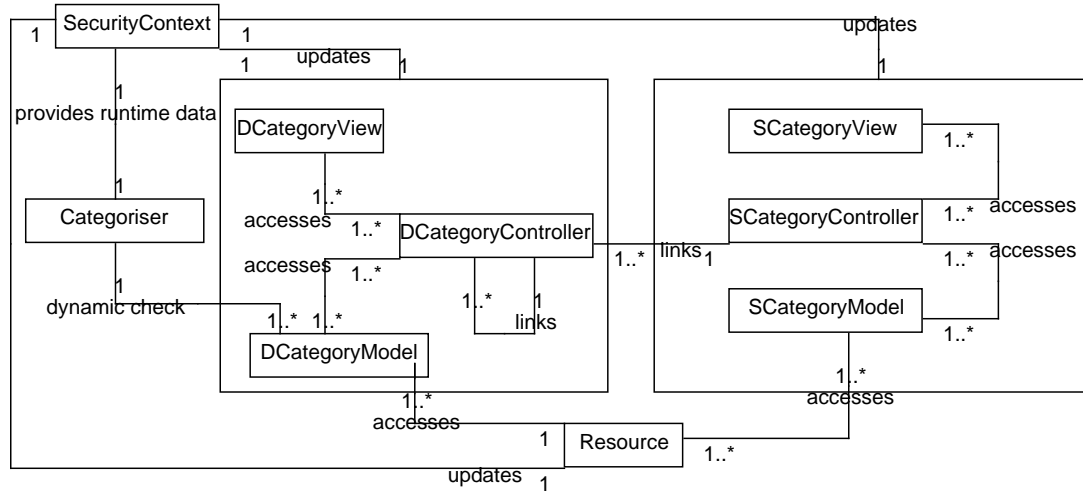 SecurityContext
1
1
updates
updates
1
1
1
1
provides runtime data
DCategoryView
SCategoryView
1..*
1
1..*
Categoriser
accesses
1..*
DCategoryController
SCategoryController
1..*
accesses
accesses
1..*
1..*
links
1
1..*
accesses
1
dynamic check
1..*
1..*
1..*
1
links
SCategoryModel
1..*
DCategoryModel
1..*
accesses
1..*
accesses
1
Resource
1..*
updates
1